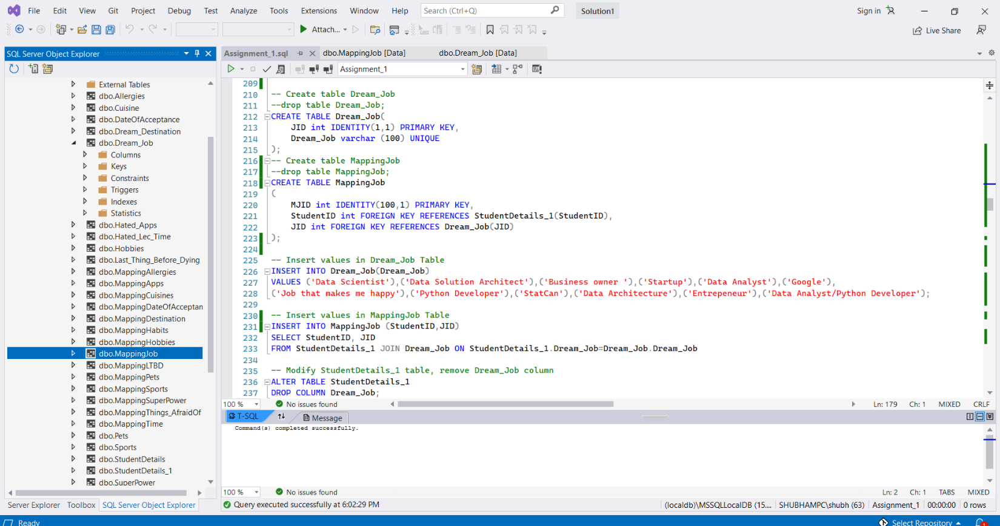 File Edit View Git Project Debug Test Analyze Tools Extensions Window Help Search (Ctrl+Q) Solution1 Sign in
Attach... Live Share
SQL Server Object Explorer
Assignment_1.sql dbo.MappingJob [Data] dbo.Dream_Job [Data]
Assignment_1
External Tables
dbo.Allergies
dbo.Cuisine
dbo.DateOfAcceptance
dbo.Dream_Destination
dbo.Dream_Job
Columns
Keys
Constraints
Triggers
Indexes
Statistics
dbo.Hated_Apps
dbo.Hated_Lec_Time
dbo.Hobbies
dbo.Last_Thing_Before_Dying
dbo.MappingAllergies
dbo.MappingApps
dbo.MappingCuisines
dbo.MappingDateOfAcceptan
dbo.MappingDestination
dbo.MappingHabits
dbo.MappingHobbies
dbo.MappingJob
dbo.MappingLTBD
dbo.MappingPets
dbo.MappingSports
dbo.MappingSuperPower
dbo.MappingThings_AfraidOf
dbo.MappingTime
dbo.Pets
dbo.Sports
dbo.StudentDetails
dbo.StudentDetails_1
dbo.SuperPower
Server Explorer Toolbox SQL Server Object Explorer
209
210 -- Create table Dream_Job
211 --drop table Dream_Job;
212 CREATE TABLE Dream_Job(
213 JID int IDENTITY(1,1) PRIMARY KEY,
214 Dream_Job varchar (100) UNIQUE
215 );
216 -- Create table MappingJob
217 --drop table MappingJob;
218 CREATE TABLE MappingJob
219 (
220 MJID int IDENTITY(100,1) PRIMARY KEY,
221 StudentID int FOREIGN KEY REFERENCES StudentDetails_1(StudentID),
222 JID int FOREIGN KEY REFERENCES Dream_Job(JID)
223 );
224
225 -- Insert values in Dream_Job Table
226 INSERT INTO Dream_Job(Dream_Job)
227 VALUES ('Data Scientist'),('Data Solution Architect'),('Business owner '),('Startup'),('Data Analyst'),('Google'),
228 ('Job that makes me happy'),('Python Developer'),('StatCan'),('Data Architecture'),('Entrepeneur'),('Data Analyst/Python Developer');
229
230 -- Insert values in MappingJob Table
231 INSERT INTO MappingJob (StudentID,JID)
232 SELECT StudentID, JID
233 FROM StudentDetails_1 JOIN Dream_Job ON StudentDetails_1.Dream_Job=Dream_Job.Dream_Job
234
235 -- Modify StudentDetails_1 table, remove Dream_Job column
236 ALTER TABLE StudentDetails_1
237 DROP COLUMN Dream_Job;
100 % No issues found Ln: 179 Ch: 1 MIXED CRLF
T-SQL Message
Command(s) completed successfully.
100 % No issues found Ln: 2 Ch: 1 TABS MIXED
Query executed successfully at 6:02:29 PM (localdb)\MSSQLLocalDB (15.... SHUBHAMPC\shubh (63) Assignment_1 00:00:00 0 rows
Ready Select Repository 1